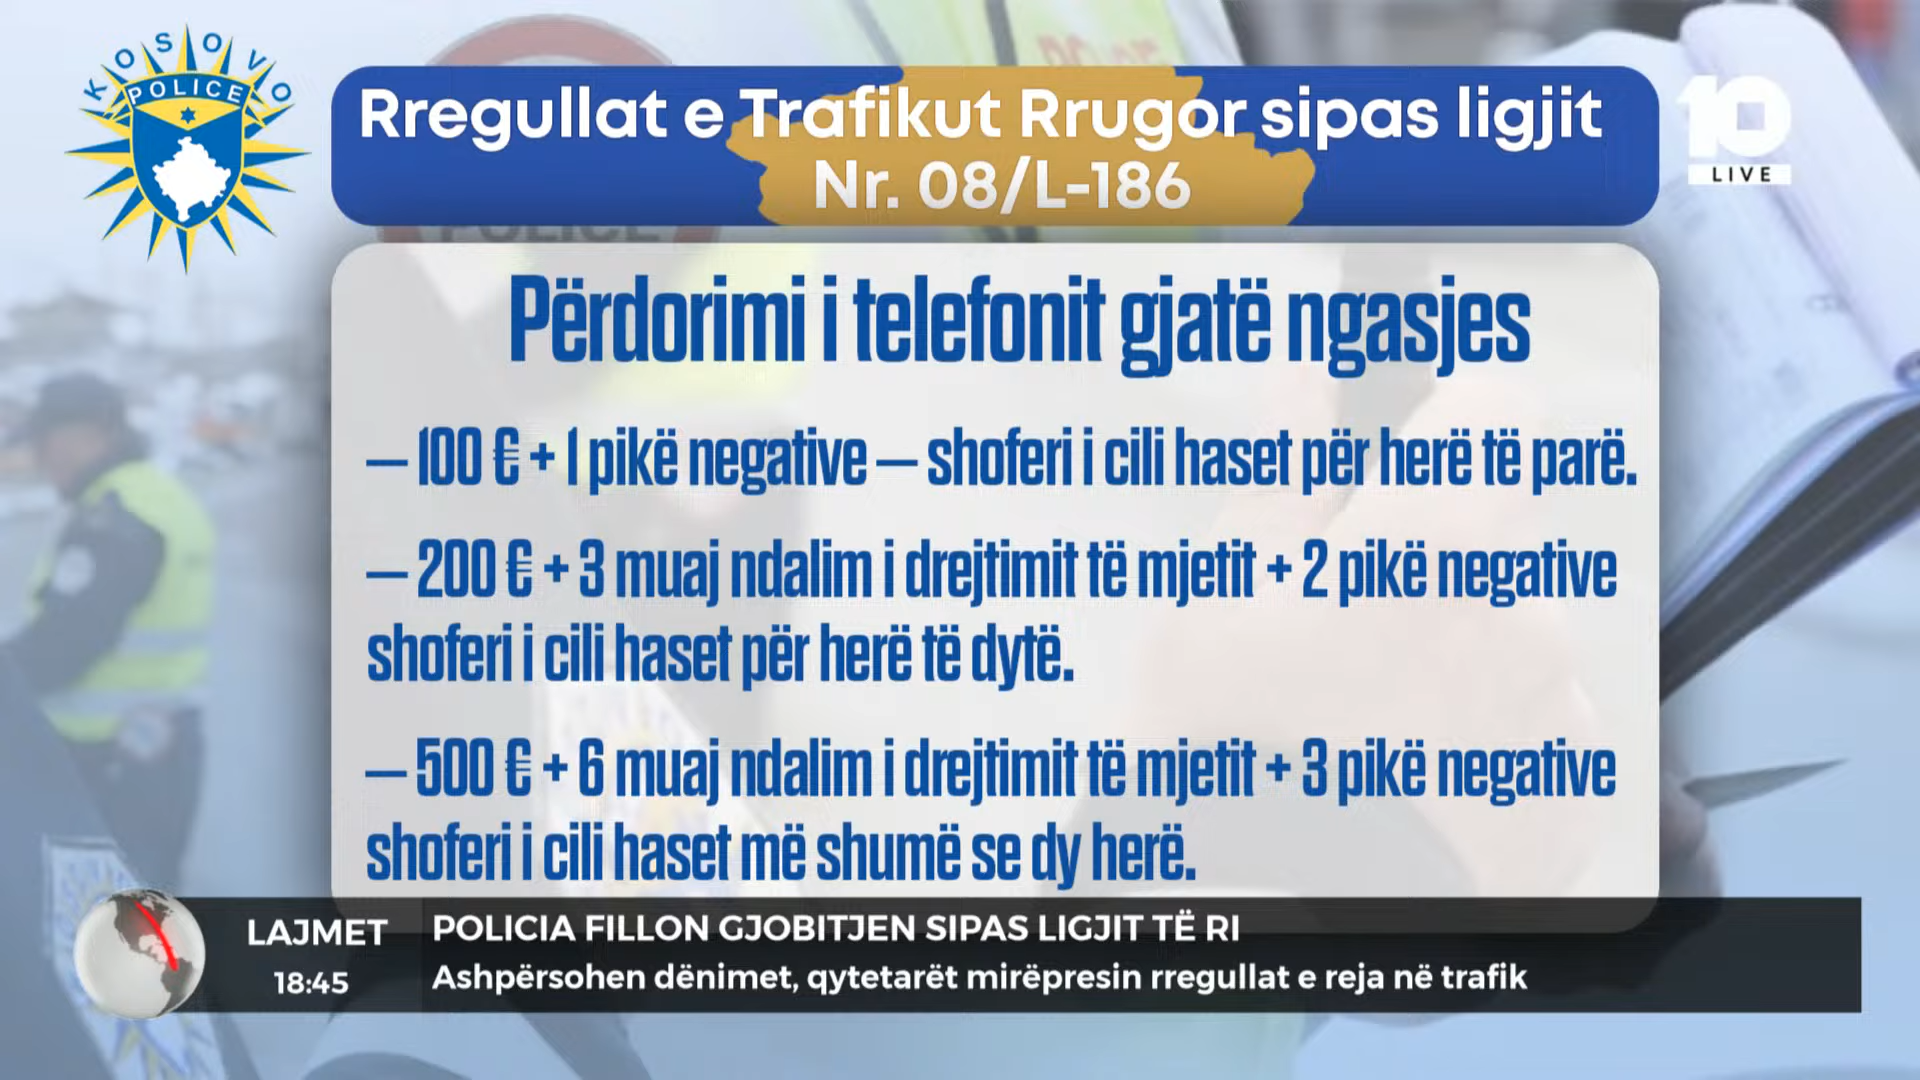 KOSOVO
POLICE
Rregullat e Trafikut Rrugor sipas ligjit
Nr. 08/L-186
10
LIVE
POLICE
Përdorimi i telefonit gjatë ngasjes
– 100 € + 1 pikë negative – shoferi i cili haset për herë të parë.
– 200 € + 3 muaj ndalim i drejtimit të mjetit + 2 pikë negative
shoferi i cili haset për herë të dytë.
– 500 € + 6 muaj ndalim i drejtimit të mjetit + 3 pikë negative
shoferi i cili haset më shumë se dy herë.
LAJMET
18:45
POLICIA FILLON GJOBITJEN SIPAS LIGJIT TË RI
Ashpërsohen dënimet, qytetarët mirëpresin rregullat e reja në trafik